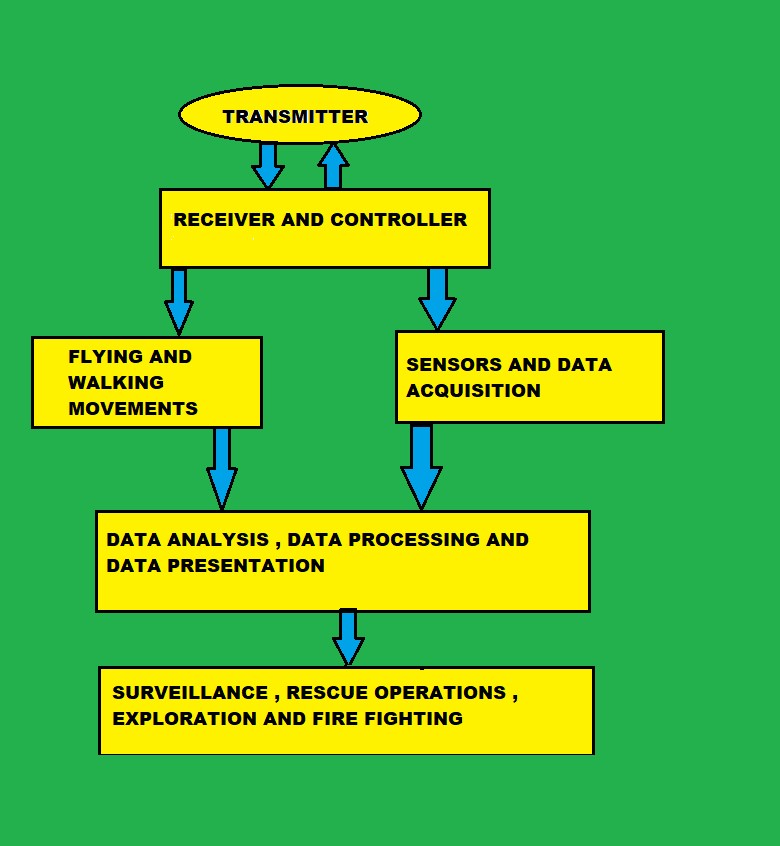 TRANSMITTER
RECEIVER AND CONTROLLER
FLYING AND
WALKING
MOVEMENTS
SENSORS AND DATA
ACQUISITION
DATA ANALYSIS , DATA PROCESSING AND
DATA PRESENTATION
SURVEILLANCE , RESCUE OPERATIONS ,
EXPLORATION AND FIRE FIGHTING